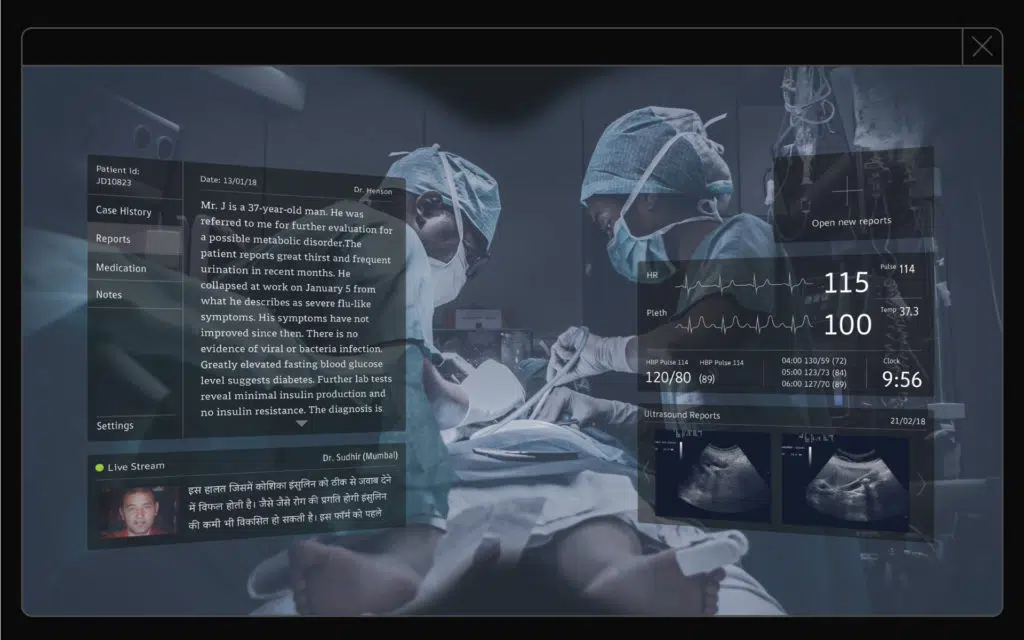 Patient Id:
JD10823
Case History
Reports
Medication
Notes
Settings
Date: 13/01/18
Dr. Henson
Mr. J is a 37-year-old man. He was
referred to me for further evaluation for
a possible metabolic disorder.The
patient reports great thirst and frequent
urination in recent months. He
collapsed at work on January 5 from
what he describes as severe flu-like
symptoms. His symptoms have not
improved since then. There is no
evidence of viral or bacteria infection.
Greatly elevated fasting blood glucose
level suggests diabetes. Further lab tests
reveal minimal insulin production and
no insulin resistance. The diagnosis is
Live Stream
Dr. Sudhir (Mumbai)
इस हालत जिसमें कोशिका इंसुलिन को ठीक से जवाब देने
में विफल होती है। जैसे जैसे रोग की प्रगति होगी इंसुलिन
की कमी भी विकसित हो सकती है। इस फॉर्म को पहले
Open new reports
HR
115
Pulse 114
Pleth
100
Temp 37.3
HBP Pulse 114
HBP Pulse 114
120/80 (89)
04:00 130/59 (72)
05:00 123/73 (84)
06:00 127/70 (89)
Clock
9:56
Ultrasound Reports
21/02/18